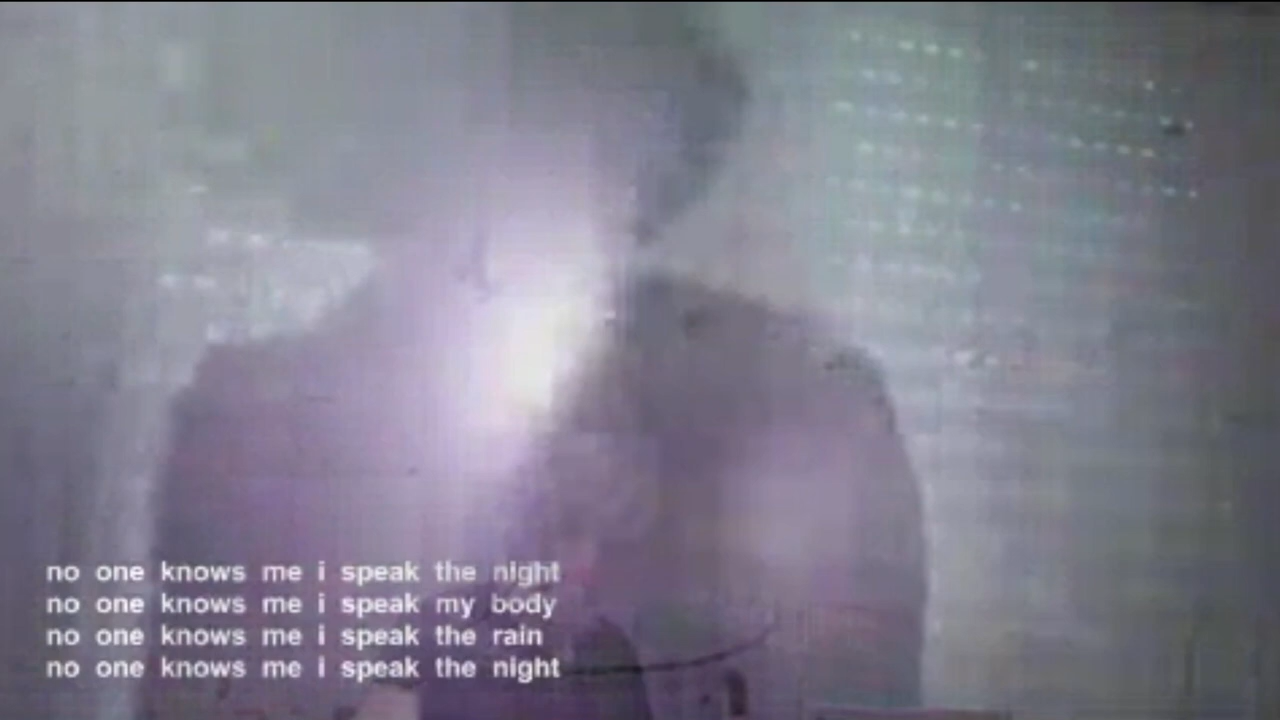 no one knows me i speak the night
no one knows me i speak my body
no one knows me i speak the rain
no one knows me i speak the night